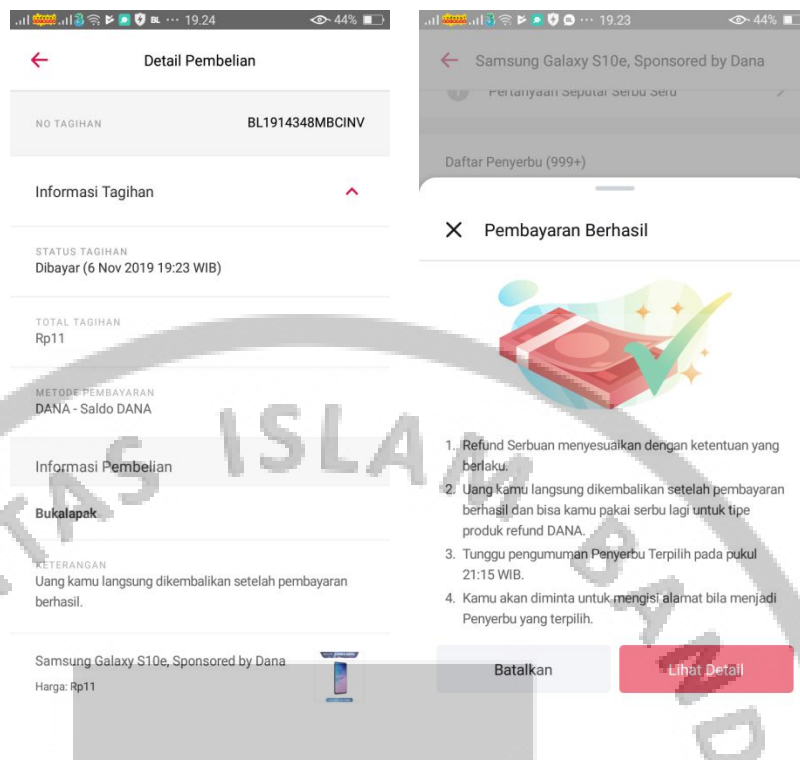 19.24
44%
Detail Pembelian
NO TAGIHAN
BL1914348MBCINV
Informasi Tagihan
STATUS TAGIHAN
Dibayar (6 Nov 2019 19:23 WIB)
TOTAL TAGIHAN
Rp11
METODE PEMBAYARAN
DANA - Saldo DANA
Informasi Pembelian
Bukalapak
KETERANGAN
Uang kamu langsung dikembalikan setelah pembayaran
berhasil.
Samsung Galaxy S10e, Sponsored by Dana
Harga: Rp11
19.23
44%
Samsung Galaxy S10e, Sponsored by Dana
Pertanyaan Seputar Serbu Seru
Daftar Penyerbu (999+)
Pembayaran Berhasil
1. Refund Serbuan menyesuaikan dengan ketentuan yang
berlaku.
2. Uang kamu langsung dikembalikan setelah pembayaran
berhasil dan bisa kamu pakai serbu lagi untuk tipe
produk refund DANA.
3. Tunggu pengumuman Penyerbu Terpilih pada pukul
21:15 WIB.
4. Kamu akan diminta untuk mengisi alamat bila menjadi
Penyerbu yang terpilih.
Batalkan
Lihat Detail
TAS ISLAM BAND